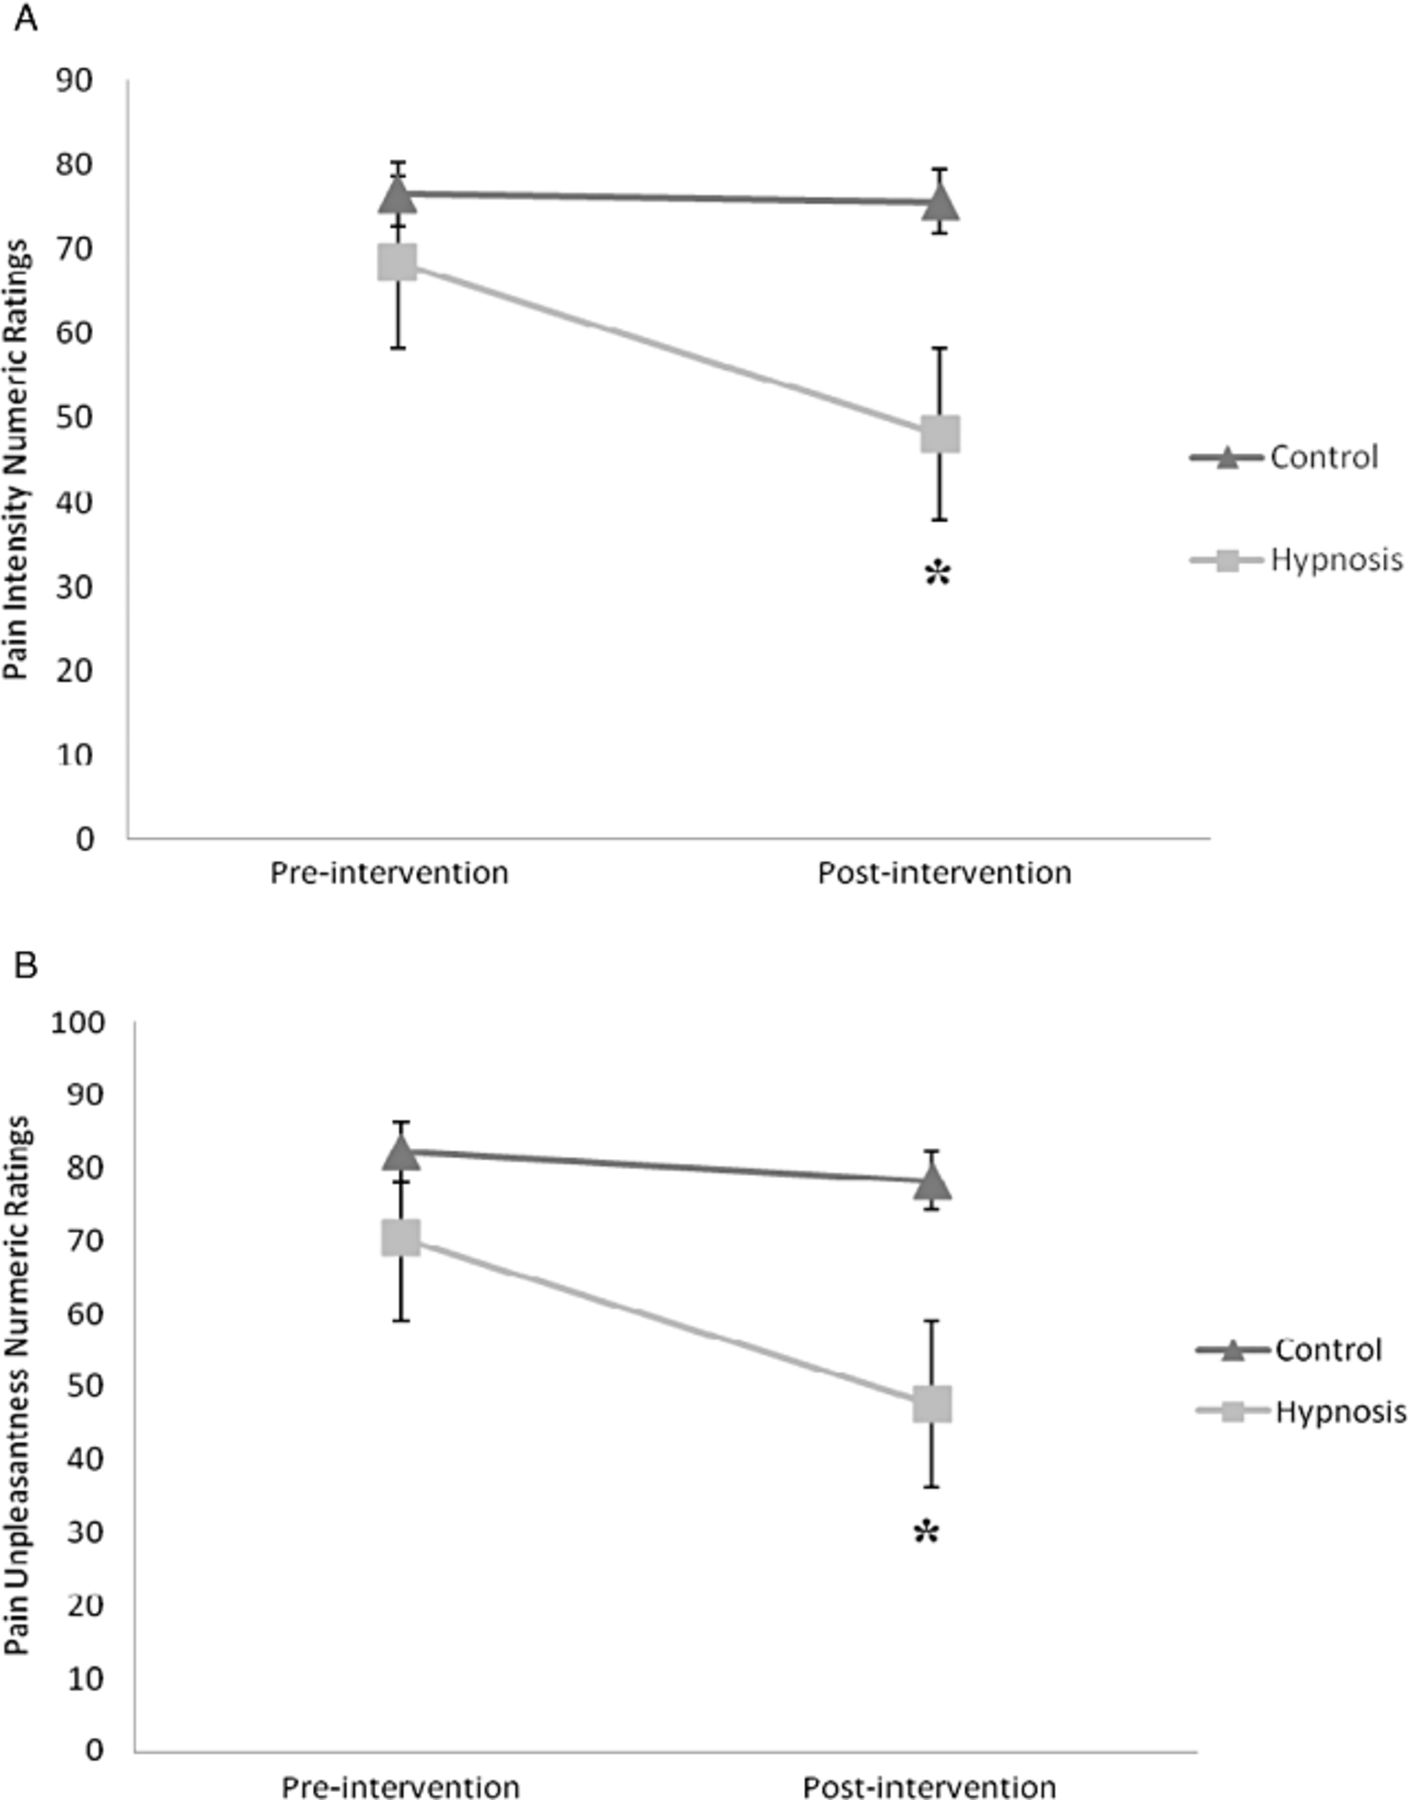 A
90
80
70
60
50
40
30
20
10
0
Pain Intensity Numeric Ratings
Pre-intervention
Post-intervention
Control
Hypnosis
*
B
100
90
80
70
60
50
40
30
20
10
0
Pain Unpleasantness Nurmeric Ratings
Pre-intervention
Post-intervention
Control
Hypnosis
*